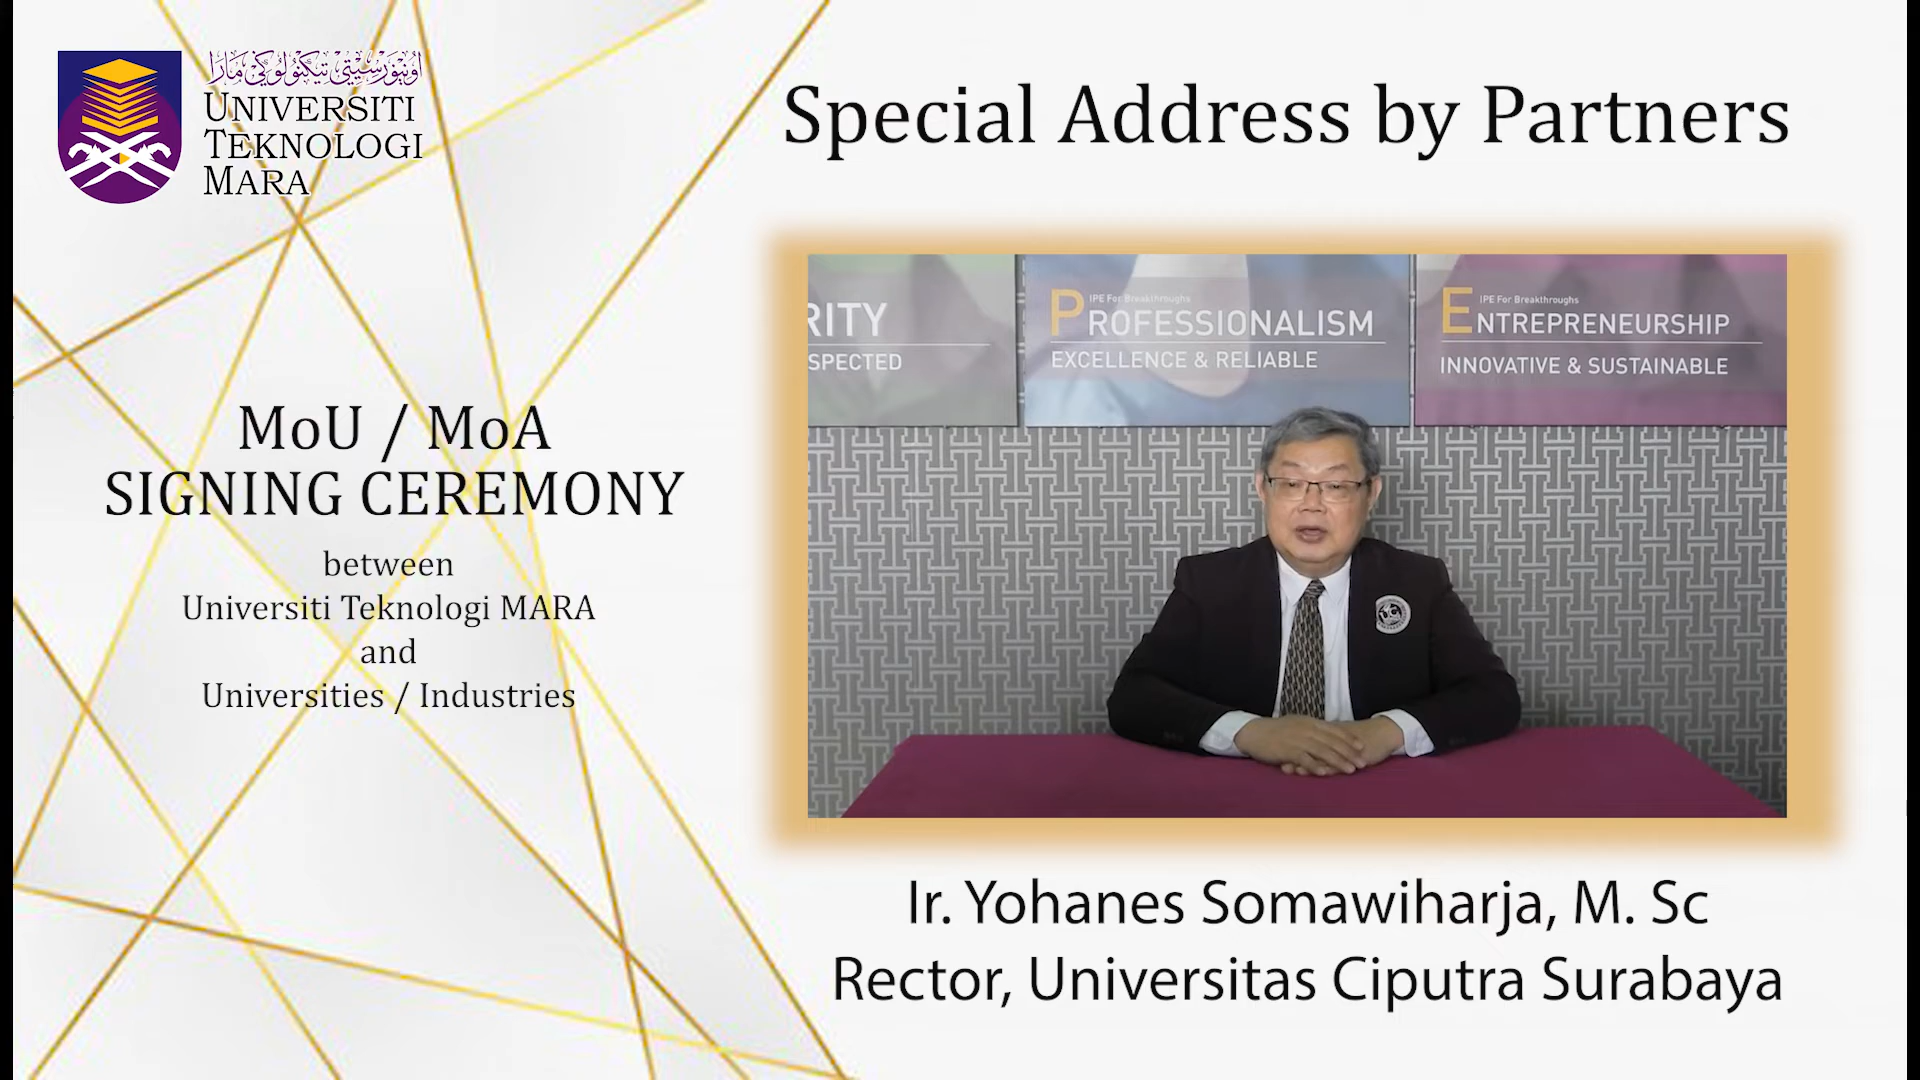 اونيۏرسيتي تيكنولوݢي مارا
UNIVERSITI
TEKNOLOGI
MARA
Special Address by Partners
MoU / MoA
SIGNING CEREMONY
between
Universiti Teknologi MARA
and
Universities / Industries
RITY
SPECTED
IPE For Breakthroughs
PROFESSIONALISM
EXCELLENCE & RELIABLE
IPE For Breakthroughs
ENTREPRENEURSHIP
INNOVATIVE & SUSTAINABLE
Ir. Yohanes Somawiharja, M. Sc
Rector, Universitas Ciputra Surabaya